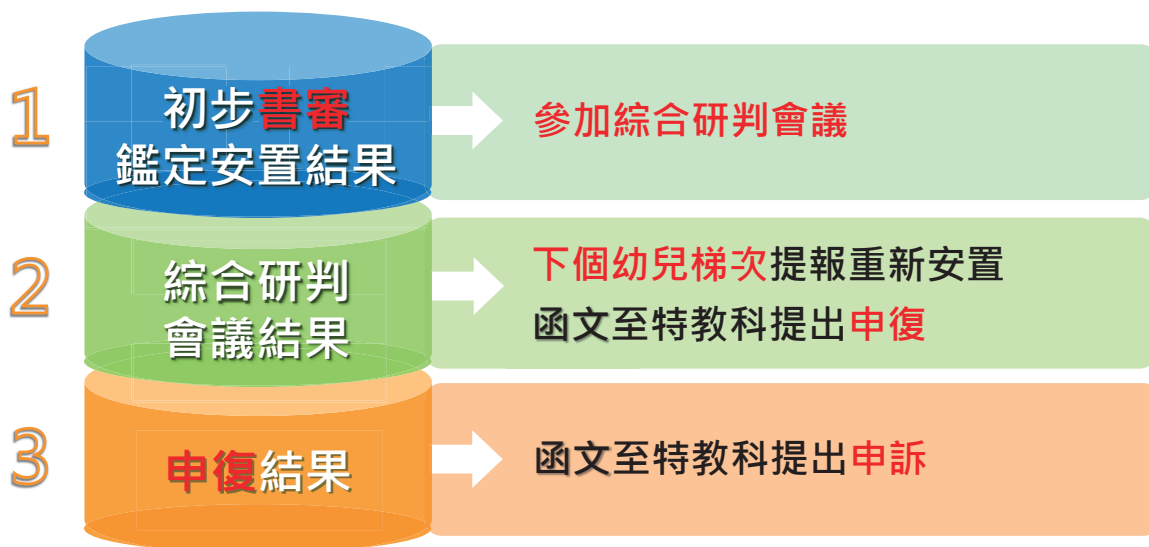 1
初步書審
鑑定安置結果
參加綜合研判會議
2
綜合研判
會議結果
下個幼兒梯次提報重新安置
函文至特教科提出申復
3
申復結果
函文至特教科提出申訴